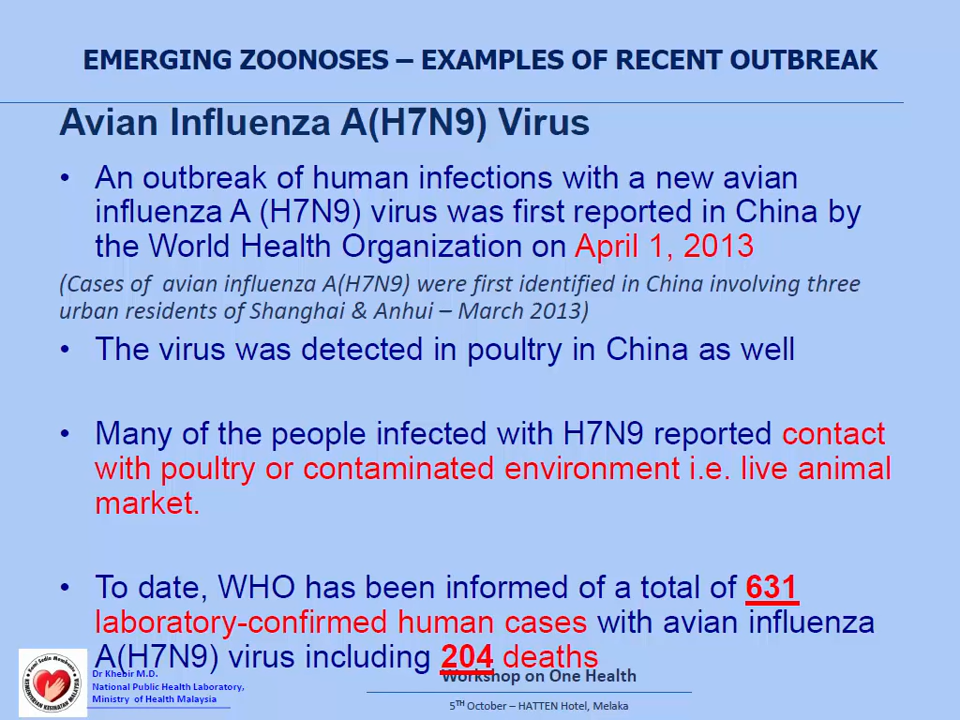 EMERGING ZOONOSES – EXAMPLES OF RECENT OUTBREAK
Avian Influenza A(H7N9) Virus
• An outbreak of human infections with a new avian
influenza A (H7N9) virus was first reported in China by
the World Health Organization on April 1, 2013
(Cases of avian influenza A(H7N9) were first identified in China involving three
urban residents of Shanghai & Anhui – March 2013)
• The virus was detected in poultry in China as well
• Many of the people infected with H7N9 reported contact
with poultry or contaminated environment i.e. live animal
market.
• To date, WHO has been informed of a total of 631
laboratory-confirmed human cases with avian influenza
A(H7N9) virus including 204 deaths
Dr Khebir M.D.
National Public Health Laboratory,
Ministry of Health Malaysia
Workshop on One Health
5TH October – HATTEN Hotel, Melaka